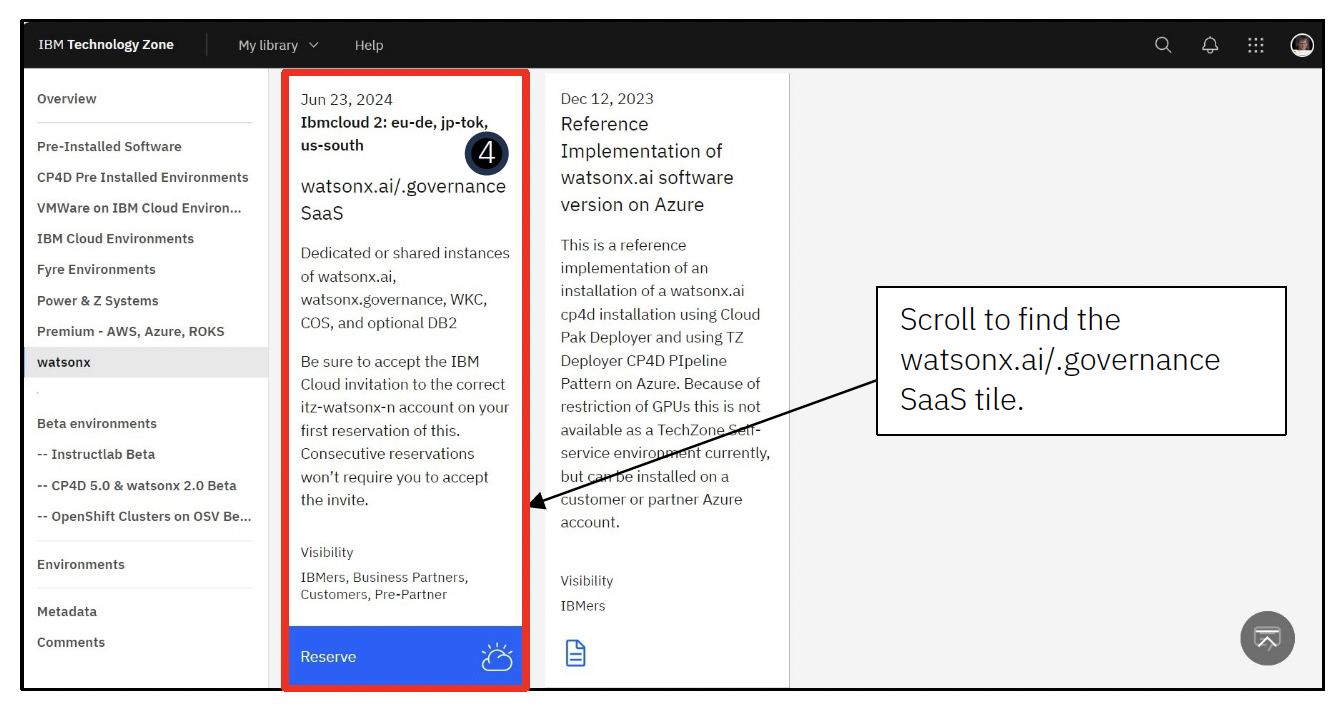 IBM Technology Zone
My library
Help
Overview
Pre-Installed Software
CP4D Pre Installed Environments
VMWare on IBM Cloud Environ...
IBM Cloud Environments
Fyre Environments
Power & Z Systems
Premium - AWS, Azure, ROKS
watsonx
Beta environments
-- Instructlab Beta
-- CP4D 5.0 & watsonx 2.0 Beta
-- OpenShift Clusters on OSV Be...
Environments
Metadata
Comments
Jun 23, 2024
Ibmcloud 2: eu-de, jp-tok,
us-south
4
watsonx.ai/.governance
SaaS
Dedicated or shared instances
of watsonx.ai,
watsonx.governance, WKC,
COS, and optional DB2
Be sure to accept the IBM
Cloud invitation to the correct
itz-watsonx-n account on your
first reservation of this.
Consecutive reservations
won't require you to accept
the invite.
Visibility
IBMers, Business Partners,
Customers, Pre-Partner
Reserve
Dec 12, 2023
Reference
Implementation of
watsonx.ai software
version on Azure
This is a reference
implementation of an
installation of a watsonx.ai
cp4d installation using Cloud
Pak Deployer and using TZ
Deployer CP4D PIpeline
Pattern on Azure. Because of
restriction of GPUs this is not
available as a TechZone Self-
service environment currently,
but can be installed on a
customer or partner Azure
account.
Visibility
IBMers
Scroll to find the
watsonx.ai/.governance
SaaS tile.